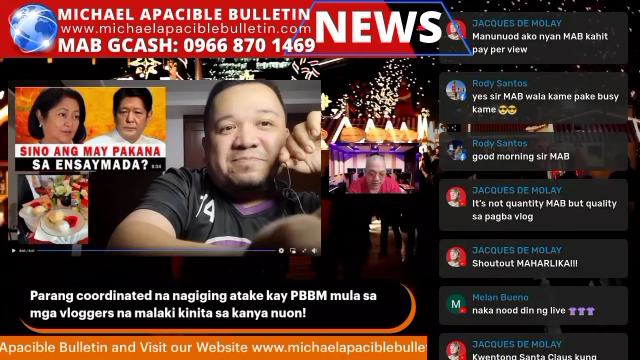 MICHAEL APACIBLE BULLETIN
www.michaelapaciblebulletin.com
MAB GCASH: 0966 870 1469
NEWS
SINO ANG MAY PAKANA
SA ENSAYMADA?
Parang coordinated na nagiging atake kay PBBM mula sa
mga vloggers na malaki kinita sa kanya nuon!
Apacible Bulletin and Visit our Website www.michaelapaciblebulle
JACQUES DE MOLAY
Manunuod ako nyan MAB kahit
pay per view
Rody Santos
yes sir MAB wala kame pake busy
kame 😎😎
Rody Santos
good morning sir MAB
JACQUES DE MOLAY
It's not quantity MAB but quality
sa pagba vlog
JACQUES DE MOLAY
Shoutout MAHARLIKA!!!
Melan Bueno
naka nood din ng live
JACQUES DE MOLAY
Kwentong Santa Claus kung